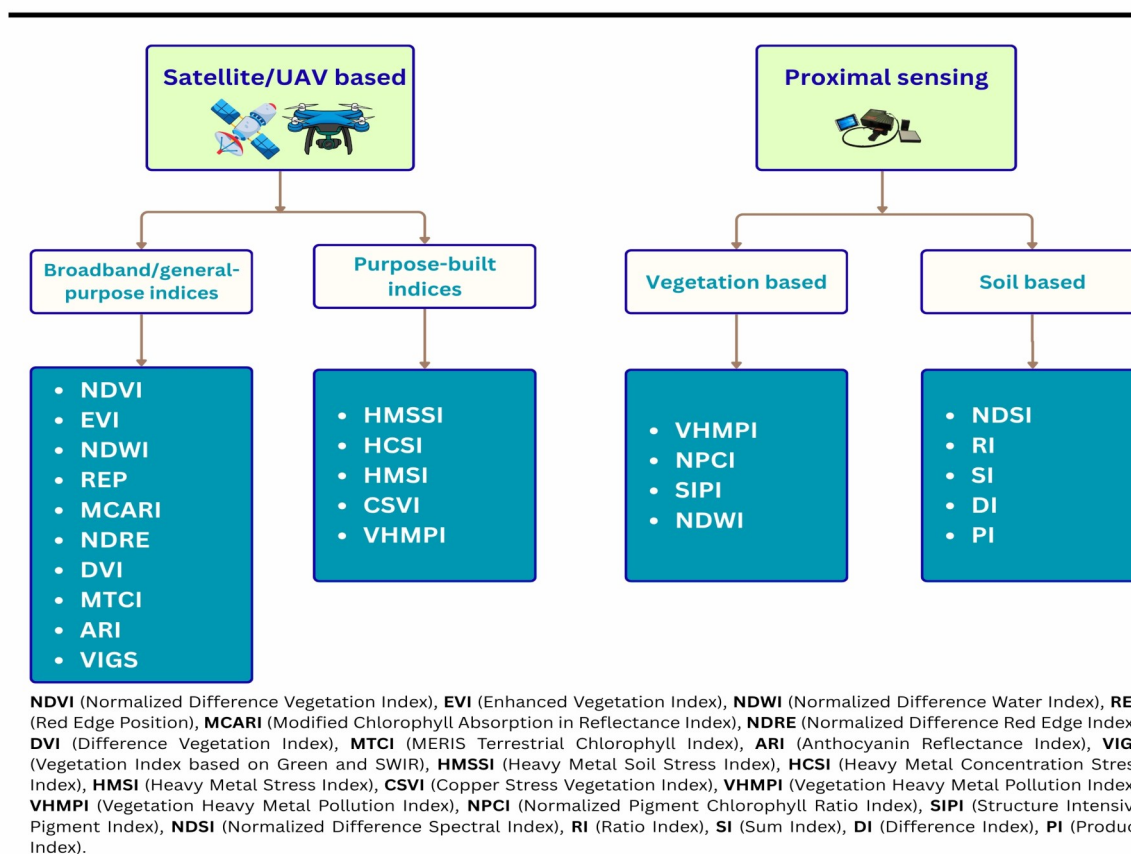 Satellite/UAV based
Proximal sensing
Broadband/general-
purpose indices
Purpose-built
indices
Vegetation based
Soil based
• NDVI
• EVI
• NDWI
• REP
• MCARI
• NDRE
• DVI
• MTCI
• ARI
• VIGS
• HMSSI
• HCSI
• HMSI
• CSVI
• VHMPI
• VHMPI
• NPCI
• SIPI
• NDWI
• NDSI
• RI
• SI
• DI
• PI
NDVI (Normalized Difference Vegetation Index), EVI (Enhanced Vegetation Index), NDWI (Normalized Difference Water Index), RE
(Red Edge Position), MCARI (Modified Chlorophyll Absorption in Reflectance Index), NDRE (Normalized Difference Red Edge Index
DVI (Difference Vegetation Index), MTCI (MERIS Terrestrial Chlorophyll Index), ARI (Anthocyanin Reflectance Index), VIG
(Vegetation Index based on Green and SWIR), HMSSI (Heavy Metal Soil Stress Index), HCSI (Heavy Metal Concentration Stres
Index), HMSI (Heavy Metal Stress Index), CSVI (Copper Stress Vegetation Index), VHMPI (Vegetation Heavy Metal Pollution Index
VHMPI (Vegetation Heavy Metal Pollution Index), NPCI (Normalized Pigment Chlorophyll Ratio Index), SIPI (Structure Intensiv
Pigment Index), NDSI (Normalized Difference Spectral Index), RI (Ratio Index), SI (Sum Index), DI (Difference Index), PI (Produc
Index).